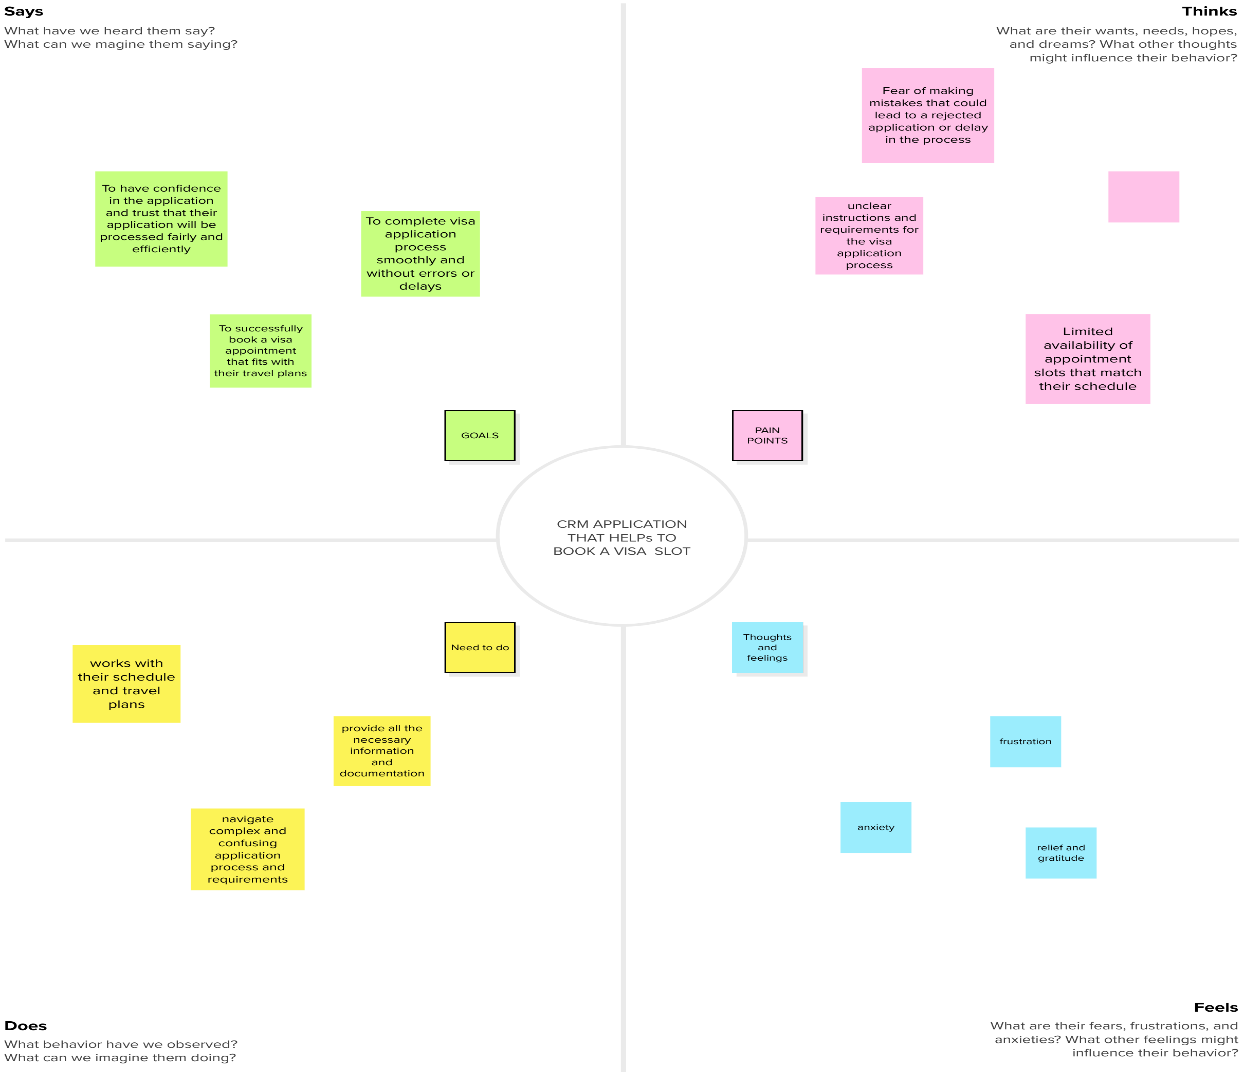 Says
What have we heard them say?
What can we magine them saying?
Thinks
What are their wants, needs, hopes,
and dreams? What other thoughts
might influence their behavior?
To have confidence
in the application
and trust that their
application will be
processed fairly and
efficiently
To complete visa
application
process
smoothly and
without errors or
delays
To successfully
book a visa
appointment
that fits with
their travel plans
GOALS
Fear of making
mistakes that could
lead to a rejected
application or delay
in the process
unclear
instructions and
requirements for
the visa
application
process
Limited
availability of
appointment
slots that match
their schedule
PAIN
POINTS
CRM APPLICATION
THAT HELPs TO
BOOK A VISA SLOT
Need to do
works with
their schedule
and travel
plans
provide all the
necessary
information
and
documentation
navigate
complex and
confusing
application
process and
requirements
Thoughts
and
feelings
frustration
anxiety
relief and
gratitude
Does
What behavior have we observed?
What can we imagine them doing?
Feels
What are their fears, frustrations, and
anxieties? What other feelings might
influence their behavior?